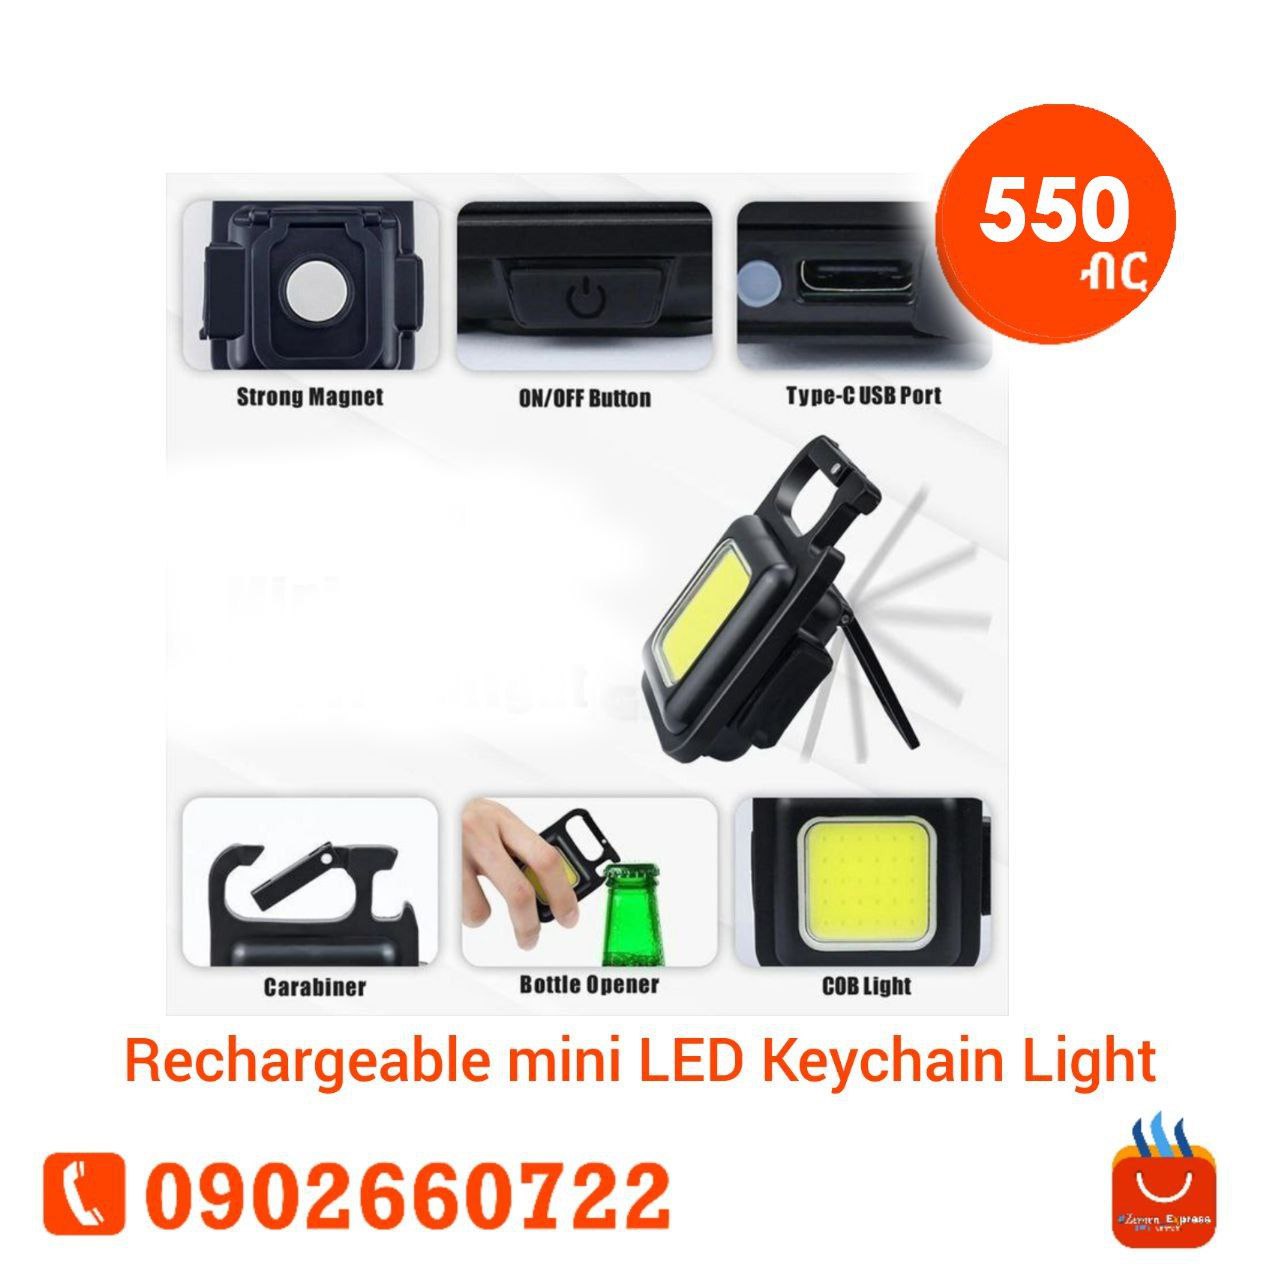 550
ብር
Strong Magnet
ON/OFF Button
Type-C USB Port
Carabiner
Bottle Opener
COB Light
Rechargeable mini LED Keychain Light
0902660722
Express